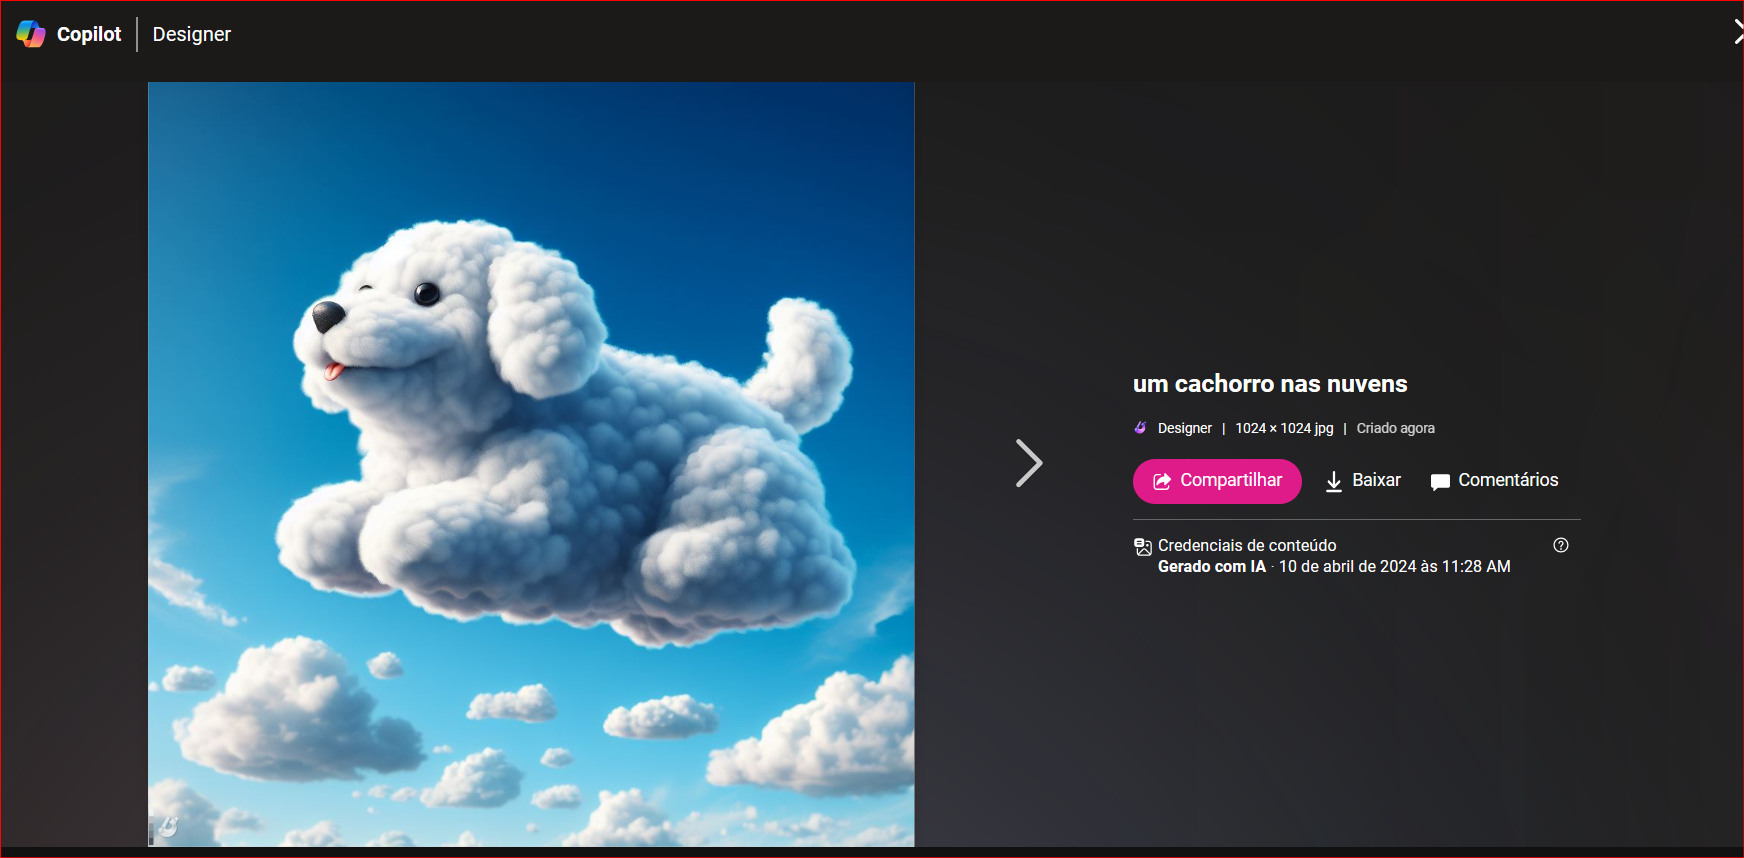 Copilot | Designer
um cachorro nas nuvens
Designer | 1024 × 1024 jpg | Criado agora
Compartilhar Baixar Comentários
Credenciais de conteúdo
Gerado com IA · 10 de abril de 2024 às 11:28 AM